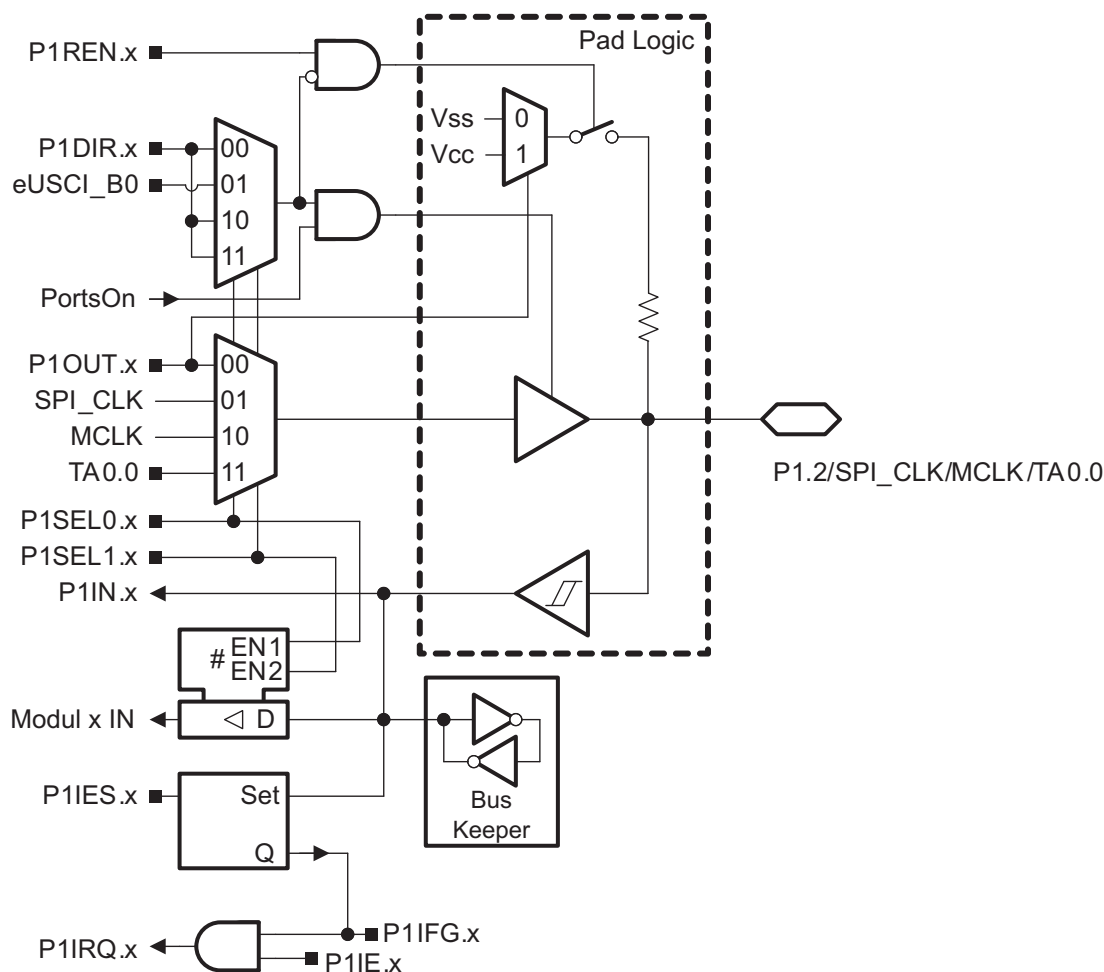 Pad Logic
P1REN.x
Vss 0
Vcc 1
P1DIR.x 00
eUSCI_B0 01
10
11
PortsOn
P1OUT.x 00
SPI_CLK 01
MCLK 10
TA0.0 11
P1.2/SPI_CLK/MCLK/TA0.0
P1SEL0.x
P1SEL1.x
P1IN.x
# EN1
EN2
Modul x IN D
P1IES.x Set
Q
Bus
Keeper
P1IFG.x
P1IRQ.x
P1IE.x